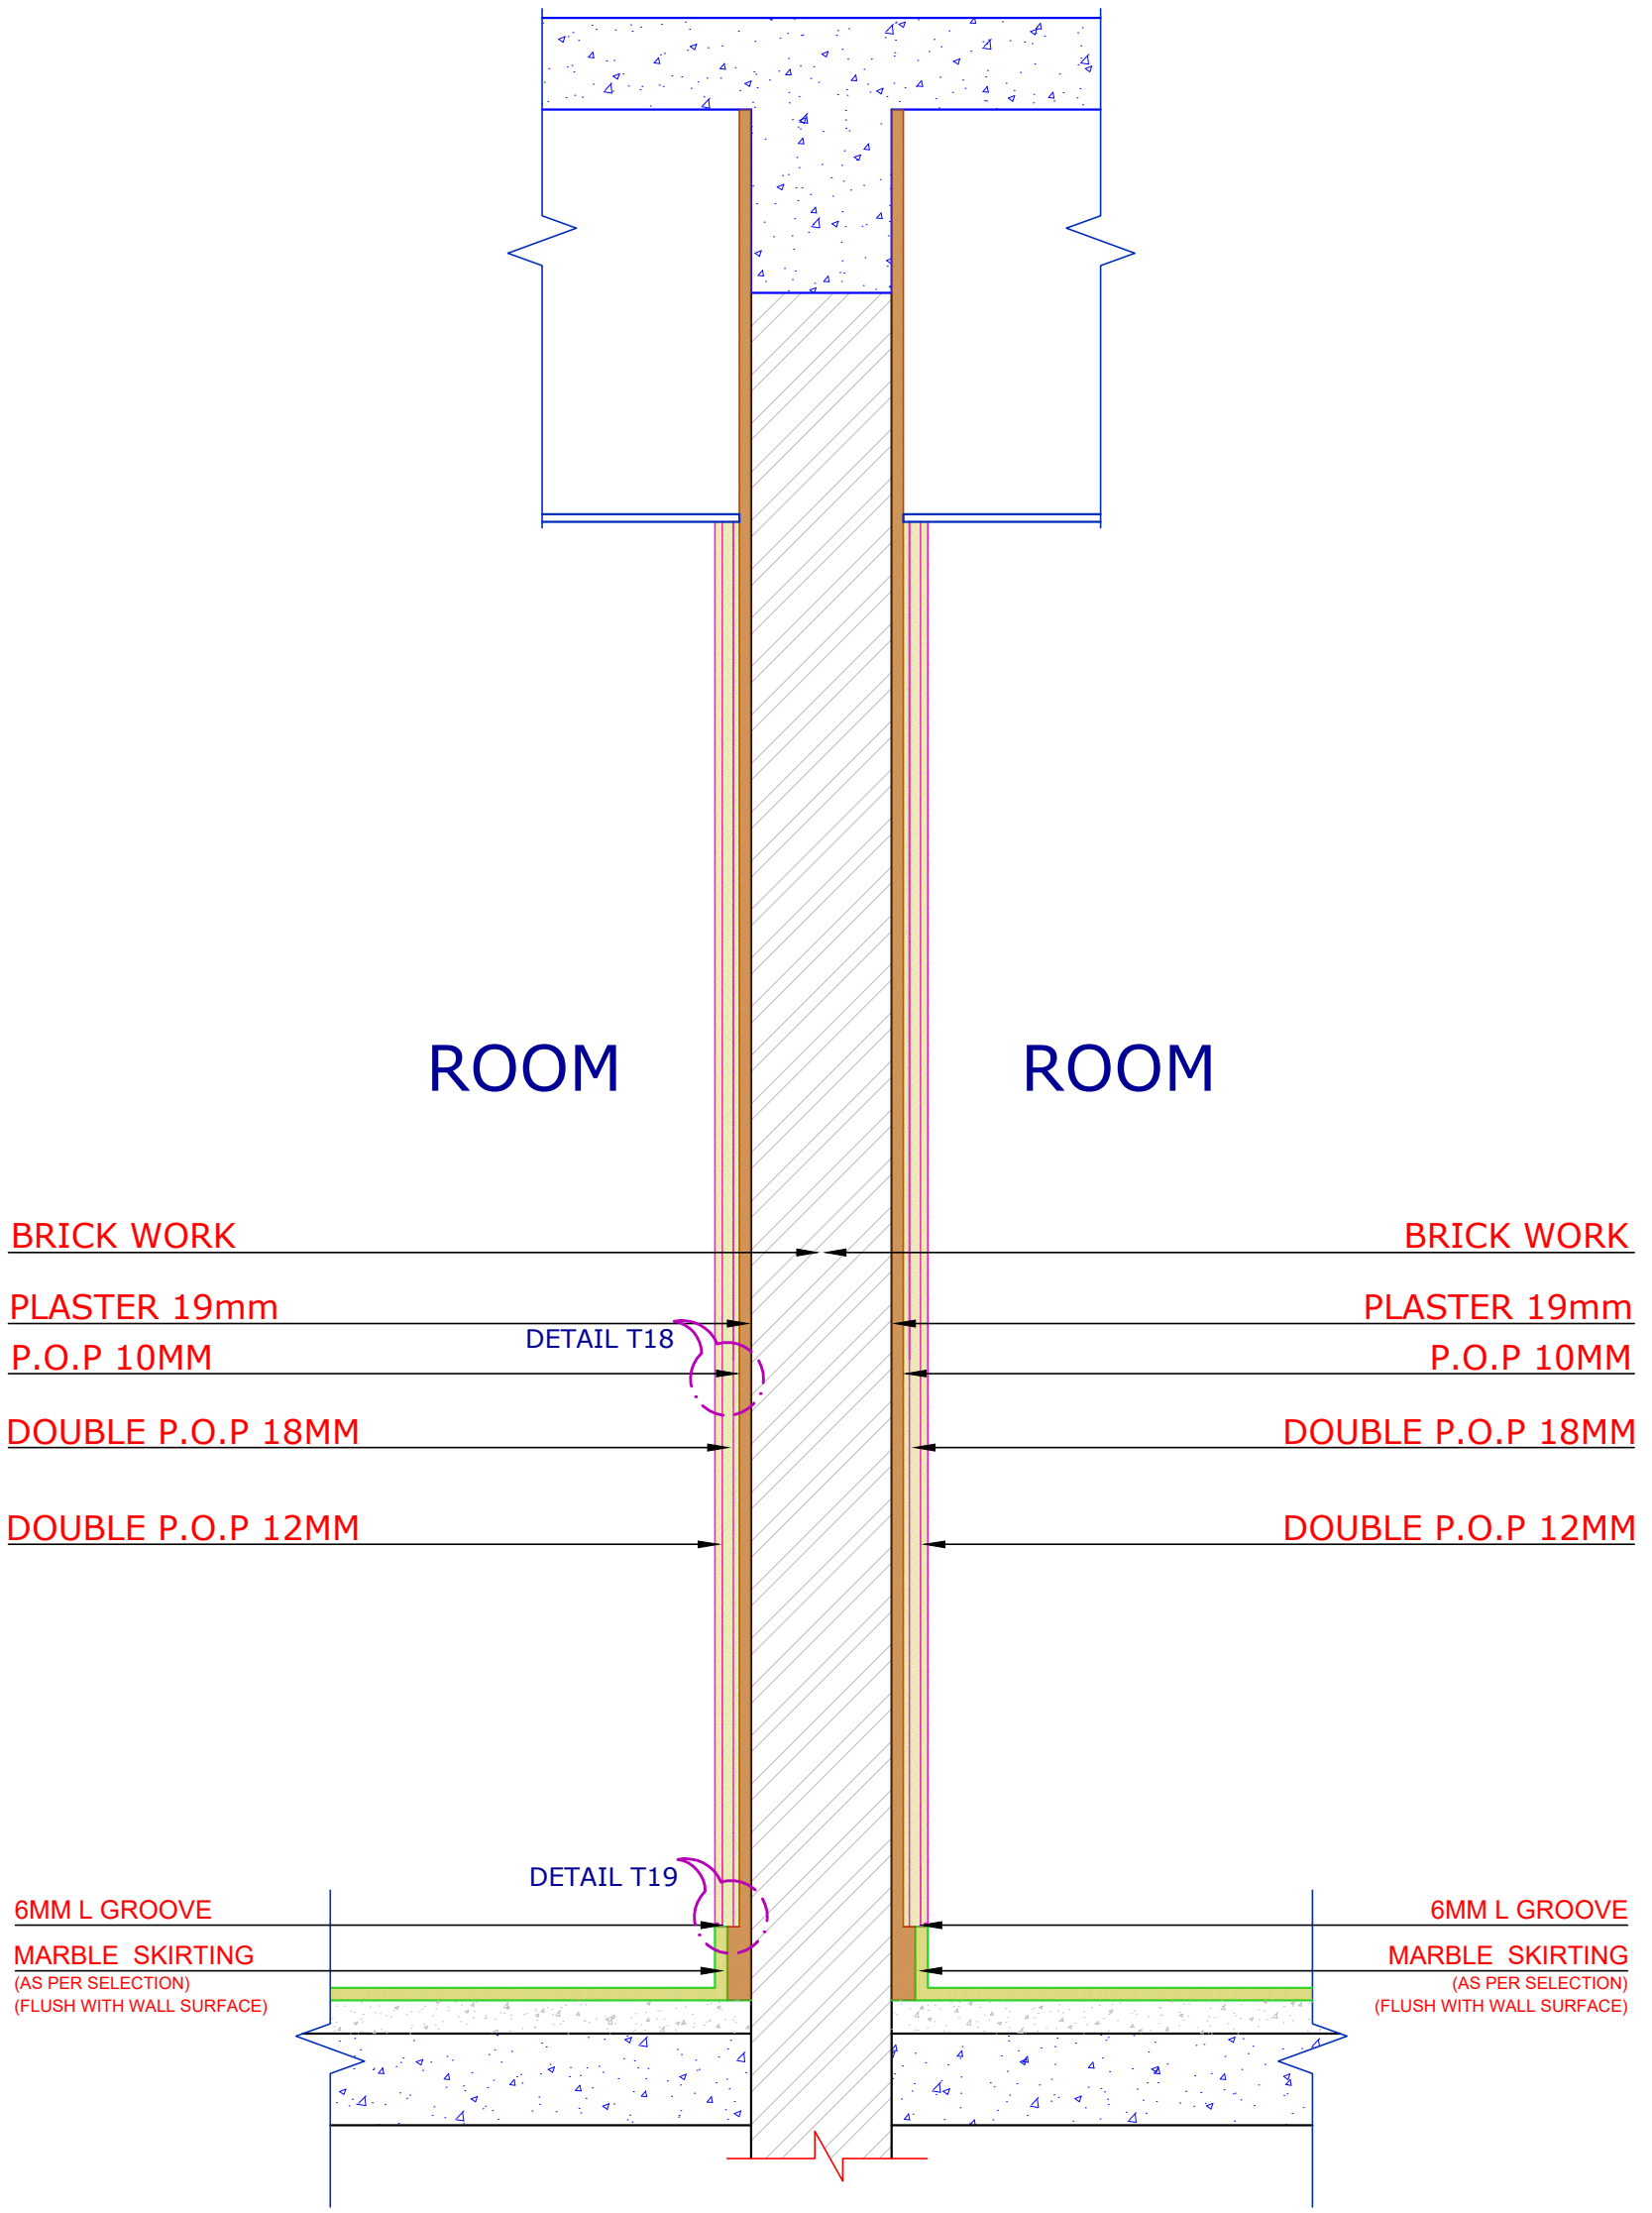 ROOM ROOM
BRICK WORK BRICK WORK
PLASTER 19mm PLASTER 19mm
DETAIL T18
P.O.P 10MM P.O.P 10MM
DOUBLE P.O.P 18MM DOUBLE P.O.P 18MM
DOUBLE P.O.P 12MM DOUBLE P.O.P 12MM
DETAIL T19
6MM L GROOVE 6MM L GROOVE
MARBLE SKIRTING MARBLE SKIRTING
(AS PER SELECTION) (AS PER SELECTION)
(FLUSH WITH WALL SURFACE) (FLUSH WITH WALL SURFACE)